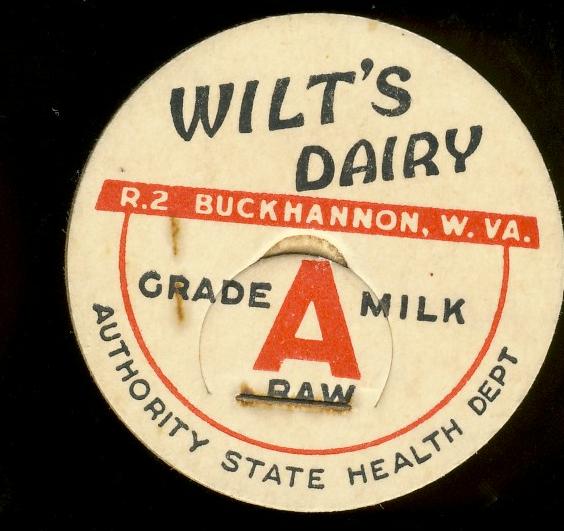 WILT'S
DAIRY
R.2 BUCKHANNON, W. VA.
GRADE A MILK
RAW
AUTHORITY STATE HEALTH DEPT